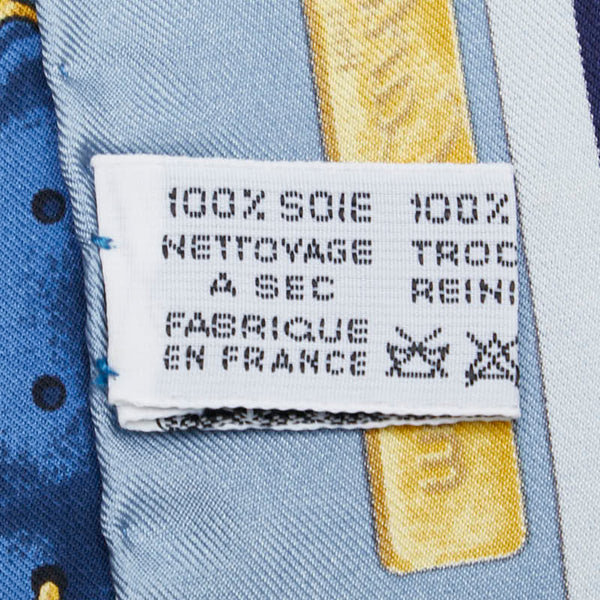 100% SOIE
NETTOYAGE
A SEC
FABRIQUE
EN FRANCE
100%
TROC
REINI